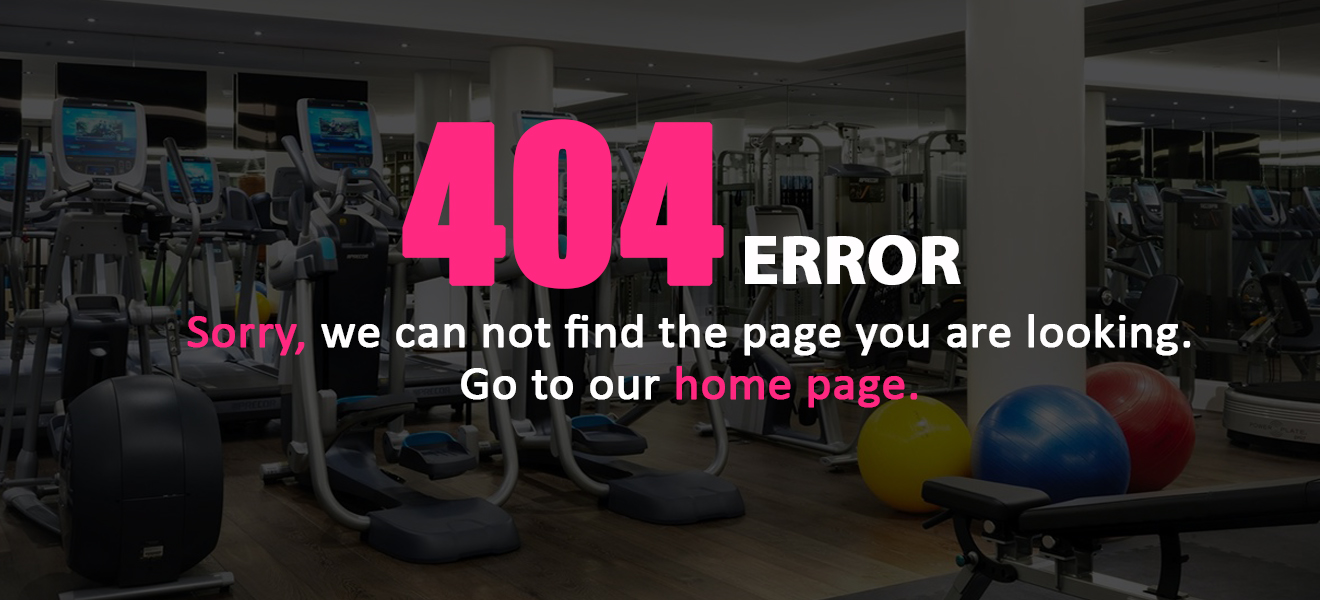 404 ERROR
Sorry, we can not find the page you are looking.
Go to our home page.